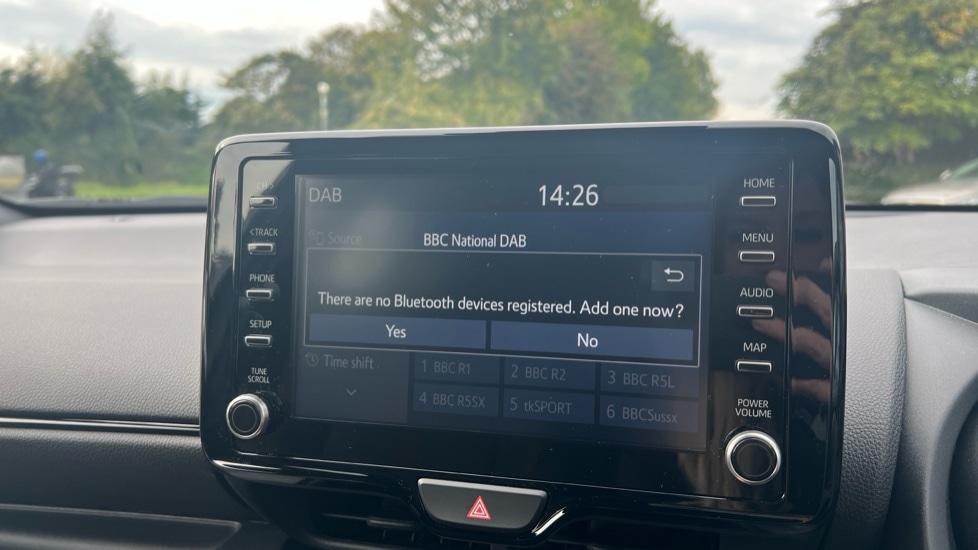 DAB
14:26
Source
BBC National DAB
There are no Bluetooth devices registered. Add one now?
Yes
No
Time shift
1 BBC R1
2 BBC R2
3 BBC R5L
4 BBC R5SX
5 tkSPORT
6 BBCSussx
<TRACK
PHONE
SETUP
TUNE
SCROLL
HOME
MENU
AUDIO
MAP
POWER
VOLUME